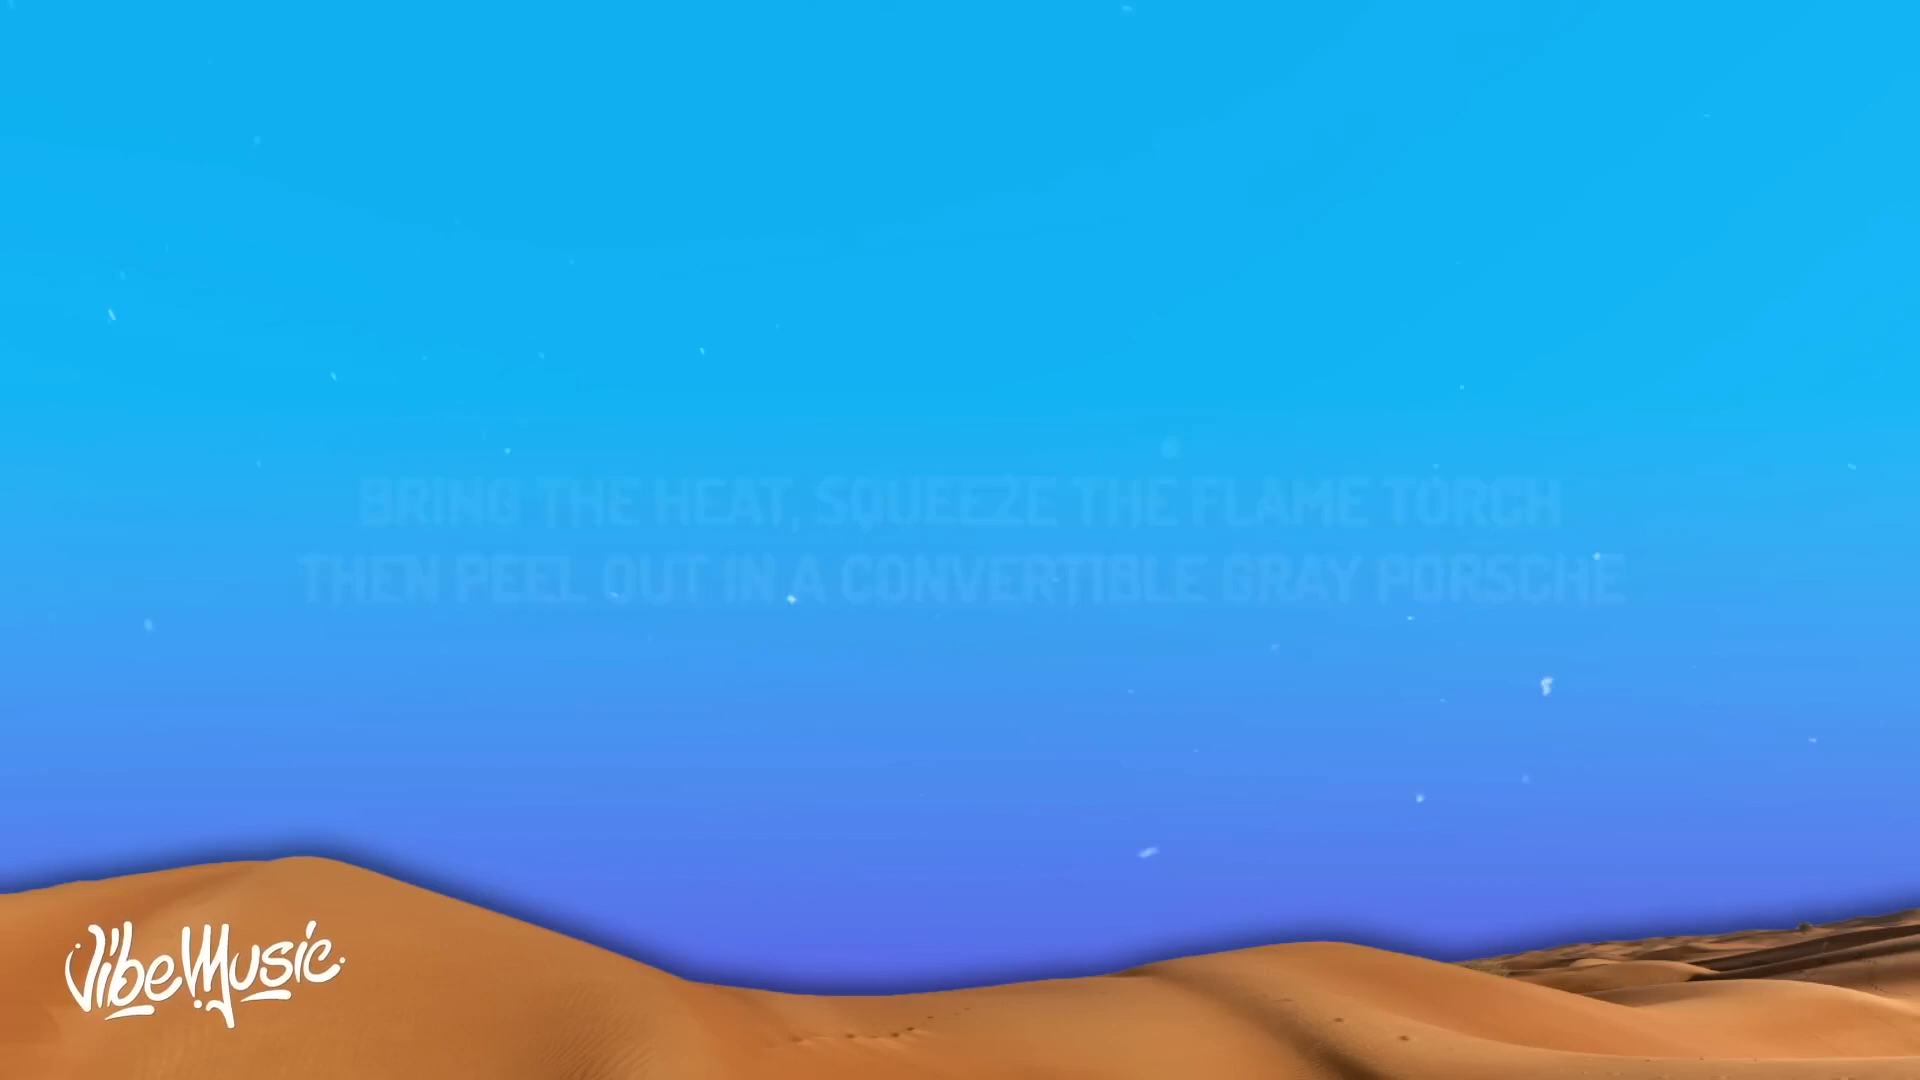 BRING THE HEAT, SQUEEZE THE FLAME TORCH
THEN PEEL OUT IN A CONVERTIBLE GRAY PORSCHE
VibeMusic